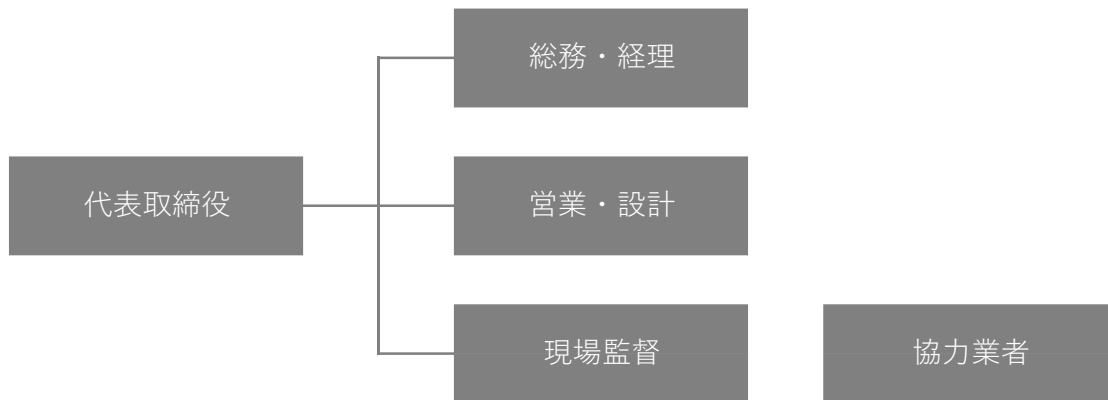 総務・経理
代表取締役
営業・設計
現場監督
協力業者